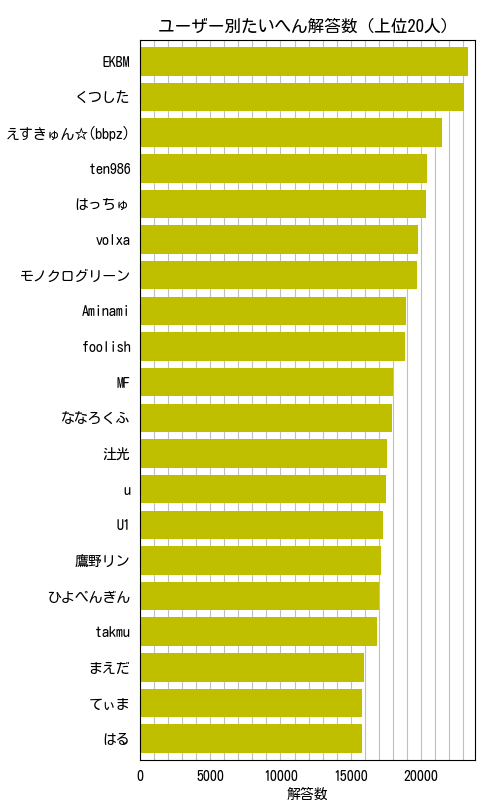 ユーザー別たいへん解答数 (上位20人)
EKBM
くつした
えすきゅん☆(bbpz)
ten986
はっちゅ
volxa
モノクログリーン
Aminami
foolish
MF
ななろくふ
汢光
u
U1
鷹野リン
ひよぺんぎん
takmu
まえだ
てぃま
はる
0 5000 10000 15000 20000
解答数